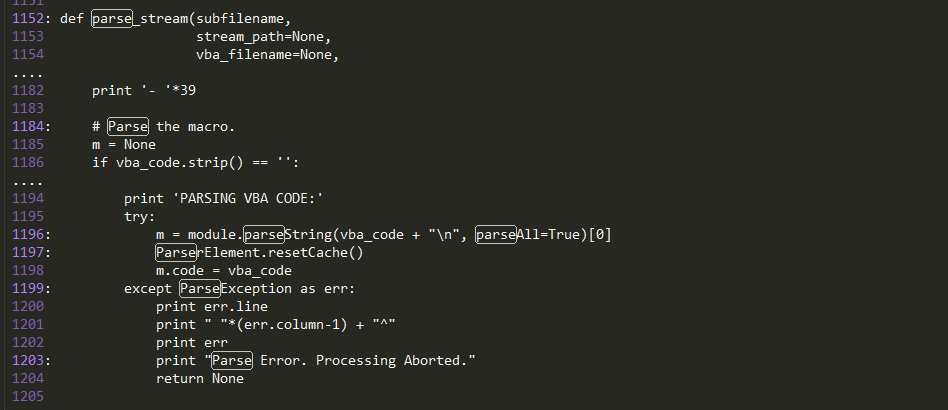 1151
1152: def parse_stream(subfilename,
1153                  stream_path=None,
1154                  vba_filename=None,
....
1182     print '- '*39
1183
1184:     # Parse the macro.
1185     m = None
1186     if vba_code.strip() == '':
....
1194         print 'PARSING VBA CODE:'
1195         try:
1196:             m = module.parseString(vba_code + "\n", parseAll=True)[0]
1197:             ParserElement.resetCache()
1198             m.code = vba_code
1199:         except ParseException as err:
1200             print err.line
1201             print " "*(err.column-1) + "^"
1202             print err
1203:             print "Parse Error. Processing Aborted."
1204             return None
1205